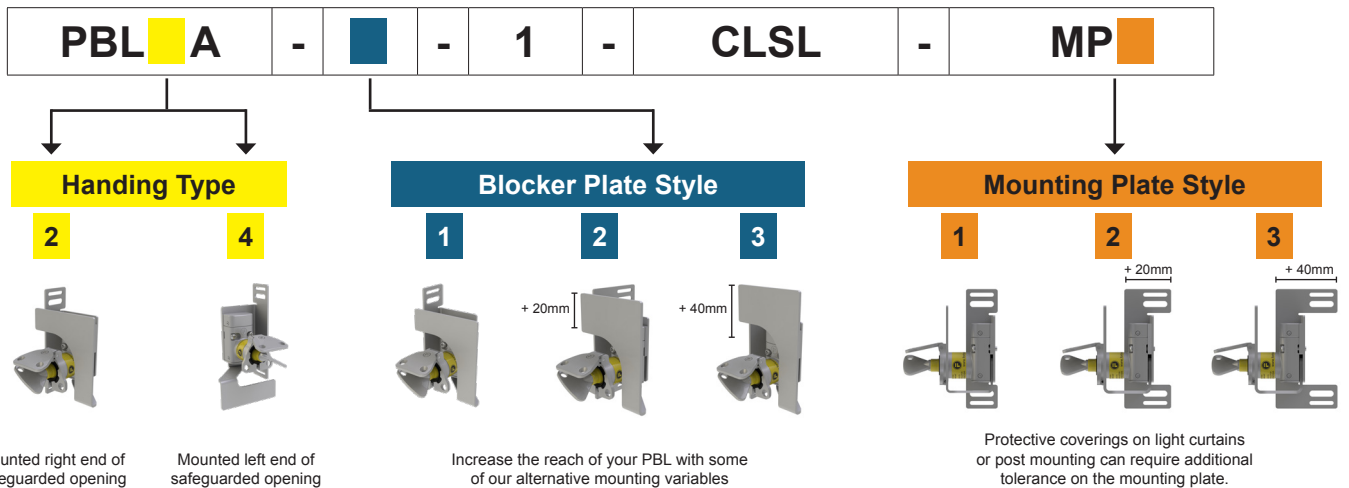 PBL A - - 1 - CLSL - MP
Handing Type
Blocker Plate Style
Mounting Plate Style
2
4
1
2
3
1
2
3
+ 20mm
+ 40mm
+ 20mm
+ 40mm
unted right end of
eguarded opening
Mounted left end of
safeguarded opening
Increase the reach of your PBL with some
of our alternative mounting variables
Protective coverings on light curtains
or post mounting can require additional
tolerance on the mounting plate.